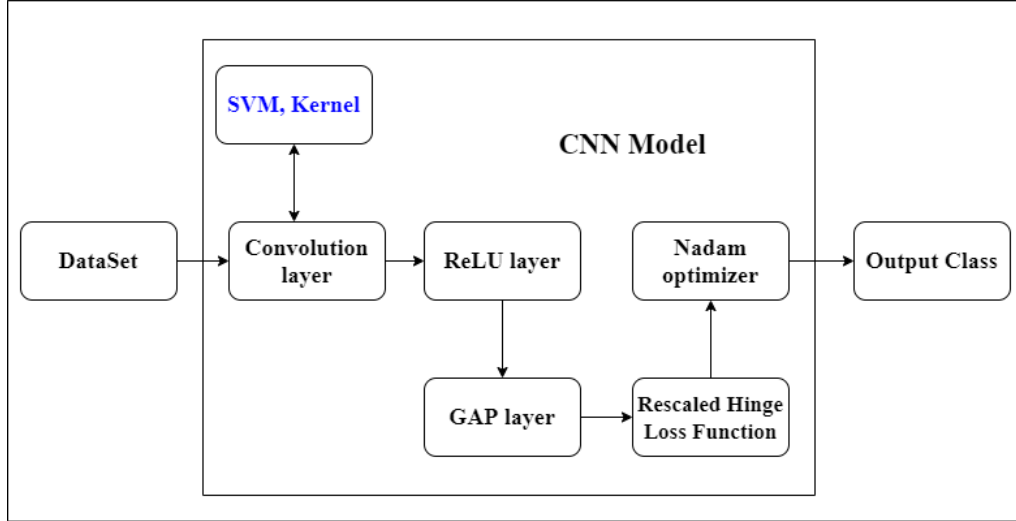 SVM, Kernel
CNN Model
DataSet
Convolution
layer
ReLU layer
Nadam
optimizer
Output Class
GAP layer
Rescaled Hinge
Loss Function